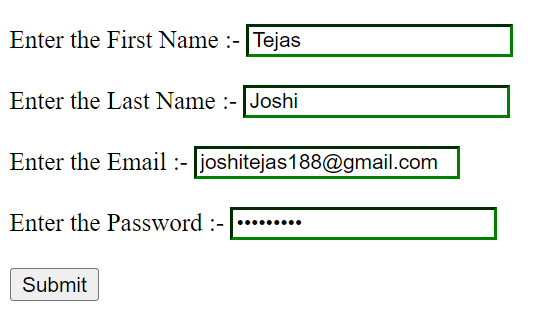 Enter the First Name :- Tejas
Enter the Last Name :- Joshi
Enter the Email :- joshitejas188@gmail.com
Enter the Password :- •••••••••
Submit